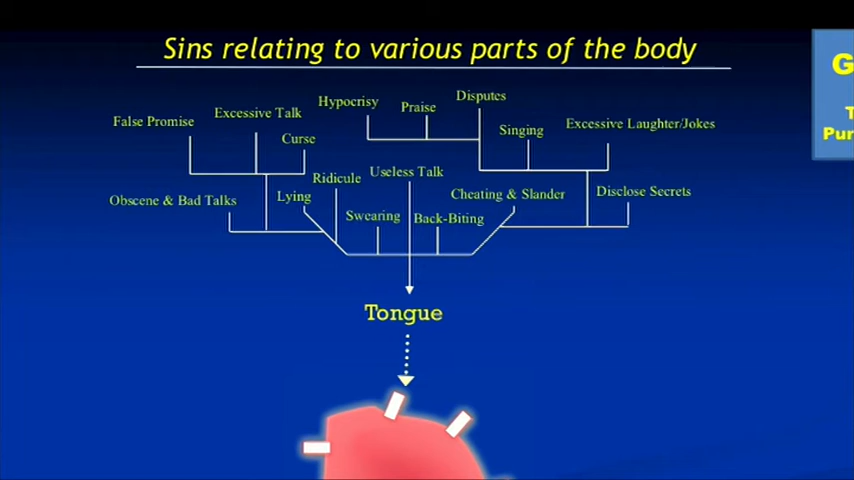 Sins relating to various parts of the body
Hypocrisy
Praise
Disputes
False Promise
Excessive Talk
Curse
Singing
Excessive Laughter/Jokes
Obscene & Bad Talks
Lying
Ridicule
Useless Talk
Cheating & Slander
Disclose Secrets
Swearing
Back-Biting
Tongue